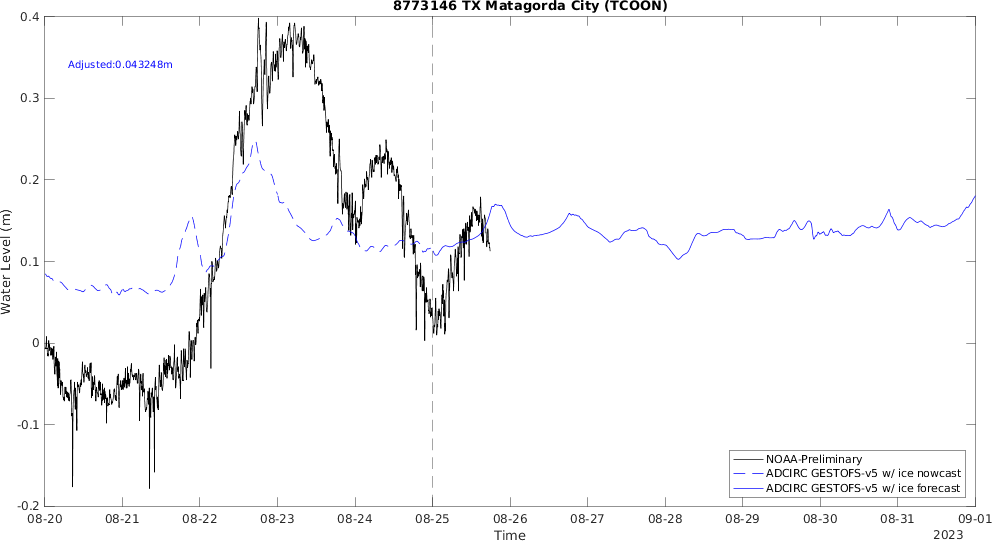 8773146 TX Matagorda City (TCOON)
Adjusted:0.043248m
Water Level (m)
0.4
0.3
0.2
0.1
0
-0.1
-0.2
NOAA-Preliminary
ADCIRC GESTOFS-v5 w/ ice nowcast
ADCIRC GESTOFS-v5 w/ ice forecast
08-20 08-21 08-22 08-23 08-24 08-25 08-26 08-27 08-28 08-29 08-30 08-31 09-01
Time
2023